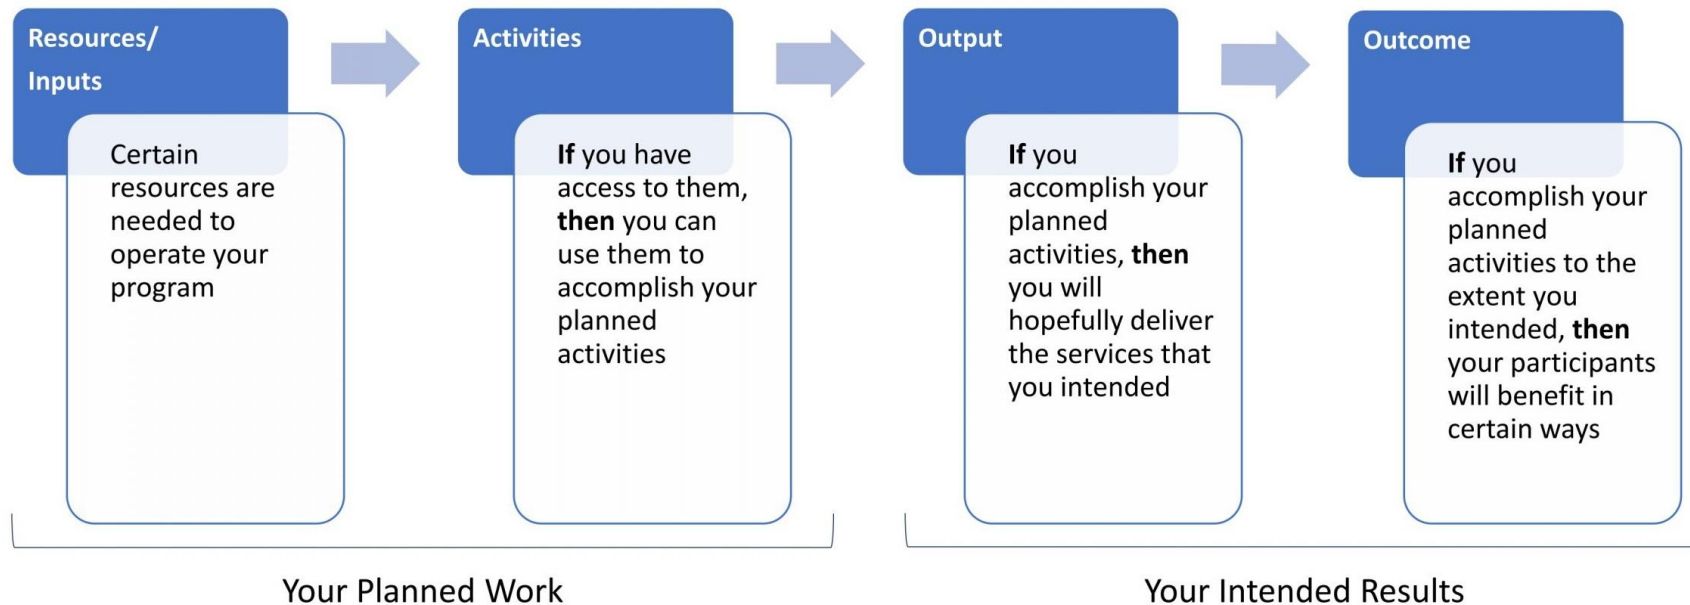 Resources/
Inputs
Certain
resources are
needed to
operate your
program
Activities
If you have
access to them,
then you can
use them to
accomplish your
planned
activities
Output
If you
accomplish your
planned
activities, then
you will
hopefully deliver
the services that
you intended
Outcome
If you
accomplish your
planned
activities to the
extent you
intended, then
your participants
will benefit in
certain ways
Your Planned Work
Your Intended Results